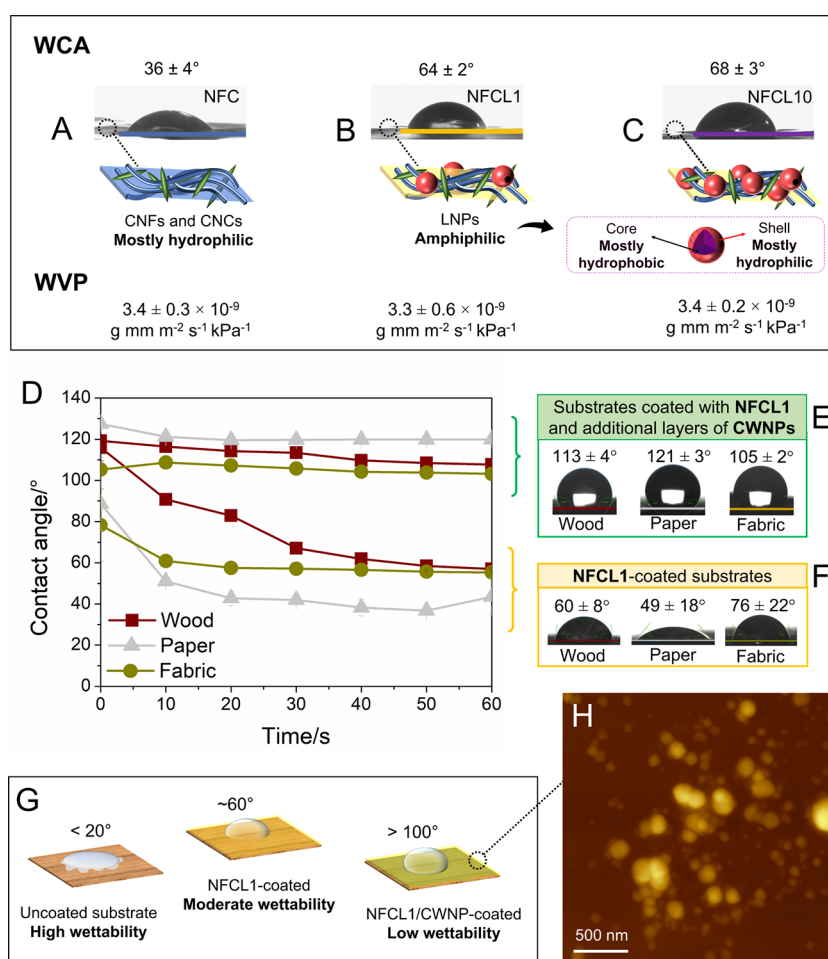 WCA
36 ± 4°
NFC
A
CNFs and CNCs
Mostly hydrophilic
64 ± 2°
NFCL1
B
LNPs
Amphiphilic
68 ± 3°
NFCL10
C
Core
Mostly
hydrophobic
Shell
Mostly
hydrophilic
WVP
3.4 ± 0.3 × 10⁻⁹
g mm m⁻² s⁻¹ kPa⁻¹
3.3 ± 0.6 × 10⁻⁹
g mm m⁻² s⁻¹ kPa⁻¹
3.4 ± 0.2 × 10⁻⁹
g mm m⁻² s⁻¹ kPa⁻¹
D
Contact angle/°
140
120
100
80
60
40
20
0
Wood
Paper
Fabric
0 10 20 30 40 50 60
Time/s
E
Substrates coated with NFCL1
and additional layers of CWNPs
113 ± 4° 121 ± 3° 105 ± 2°
Wood Paper Fabric
F
NFCL1-coated substrates
60 ± 8° 49 ± 18° 76 ± 22°
Wood Paper Fabric
G
< 20°
Uncoated substrate
High wettability
~60°
NFCL1-coated
Moderate wettability
> 100°
NFCL1/CWNP-coated
Low wettability
H
500 nm